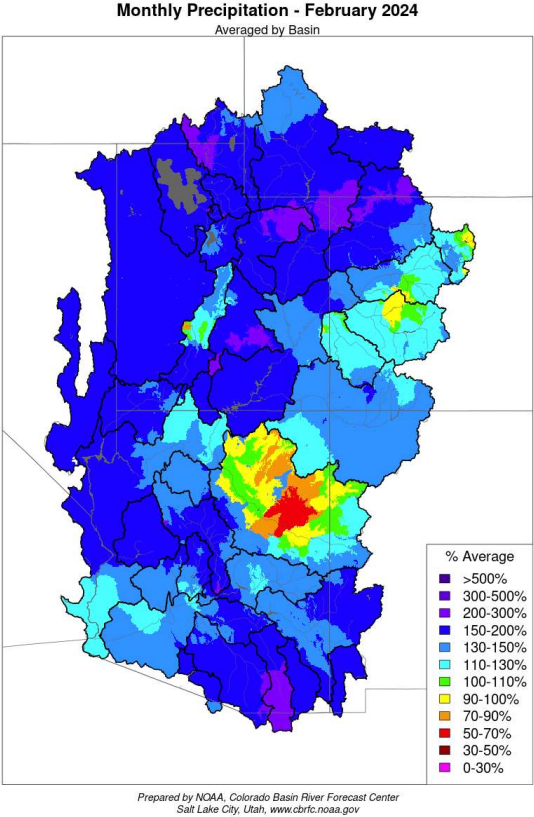 Monthly Precipitation - February 2024
Averaged by Basin
% Average
>500%
300-500%
200-300%
150-200%
130-150%
110-130%
100-110%
90-100%
70-90%
50-70%
30-50%
0-30%
Prepared by NOAA, Colorado Basin River Forecast Center
Salt Lake City, Utah, www.cbrfc.noaa.gov